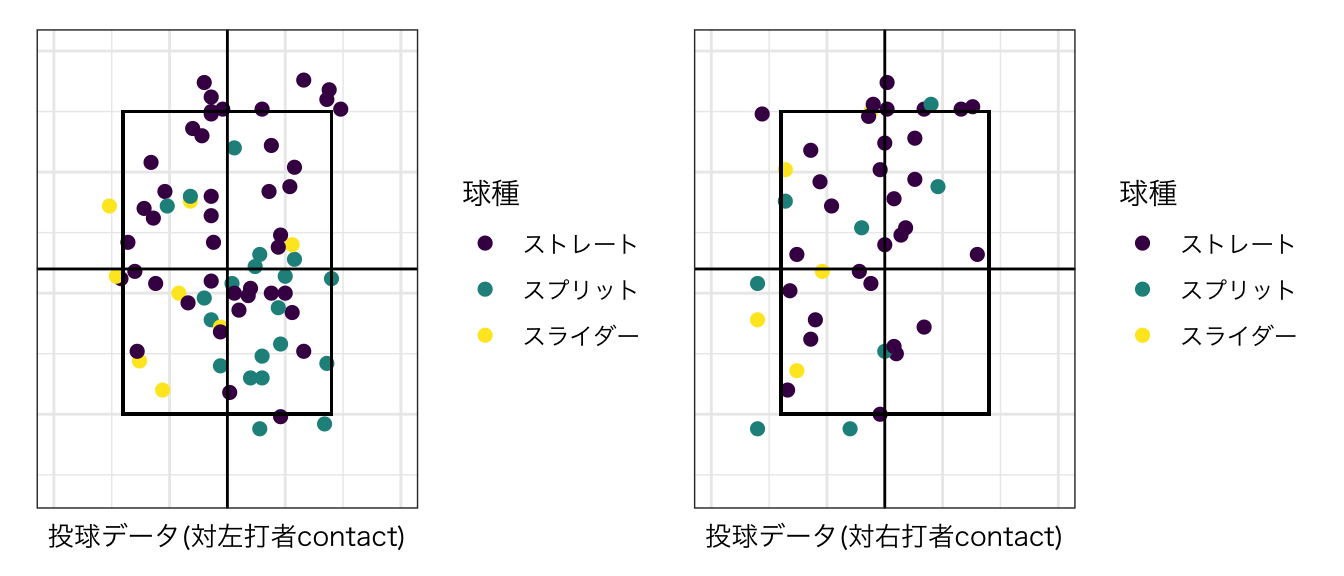 球種
ストレート
スプリット
スライダー
投球データ(対左打者contact)
球種
ストレート
スプリット
スライダー
投球データ(対右打者contact)